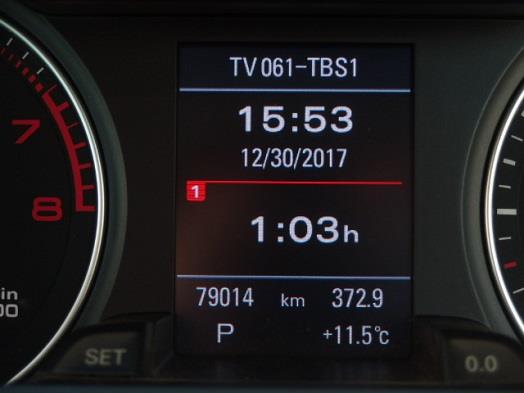 TV 061-TBS1
15:53
12/30/2017
1
1:03h
79014 km 372.9
P +11.5°c
7
8
SET
0.0